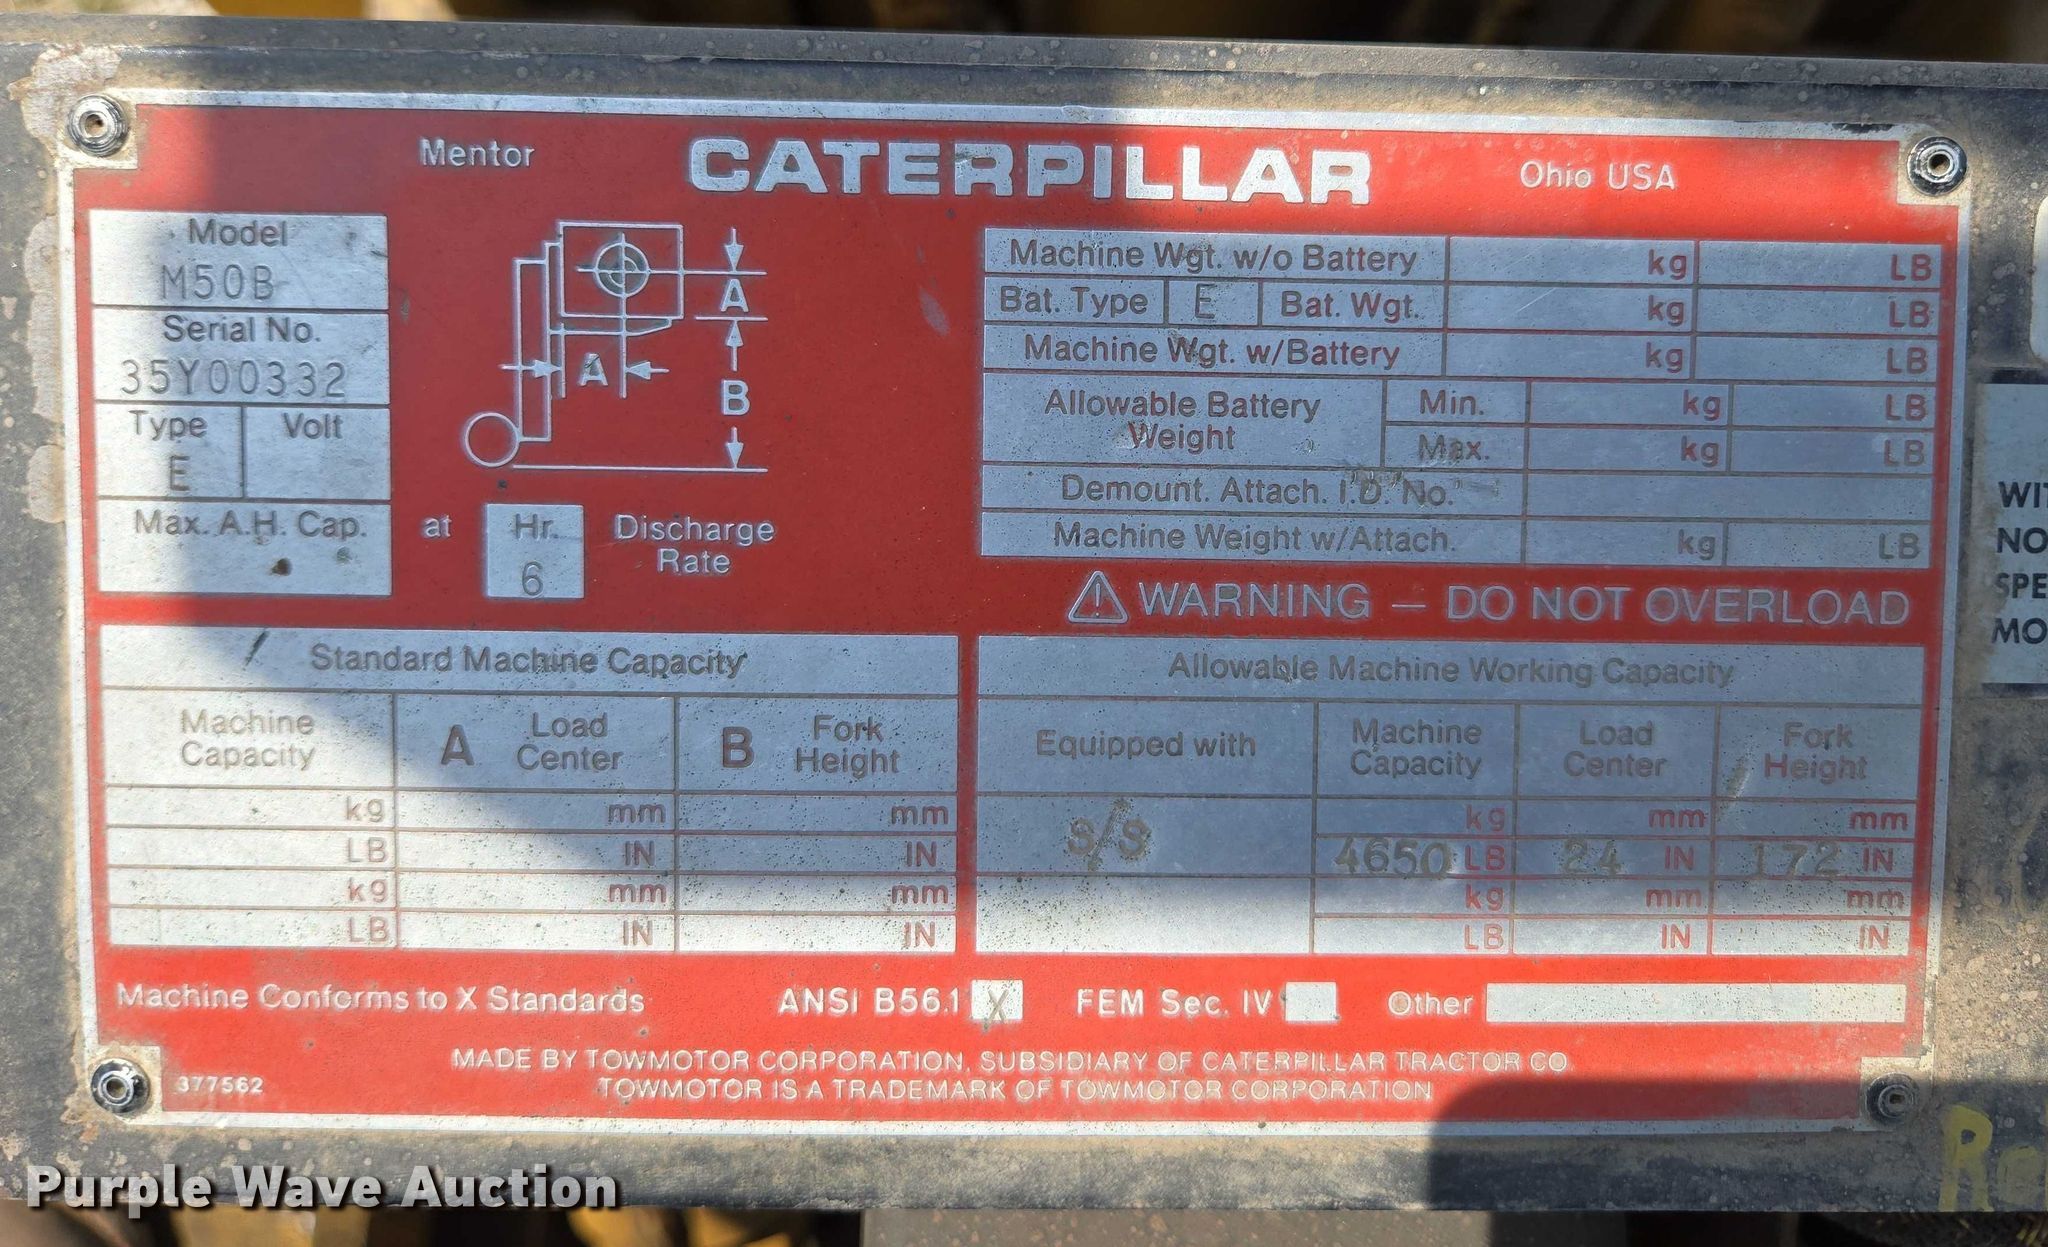 Mentor CATERPILLAR Ohio USA
Model
M50B
Serial No.
35Y00332
Type Volt
E
Max. A.H. Cap.
at Hr. 6 Discharge Rate
A
A
B
Machine Wgt. w/o Battery kg LB
Bat. Type E Bat. Wgt. kg LB
Machine Wgt. w/Battery kg LB
Allowable Battery Weight Min. kg LB
Max. kg LB
Demount. Attach. I.D. No.
Machine Weight w/Attach. kg LB
WARNING — DO NOT OVERLOAD
Standard Machine Capacity
Machine Capacity A Load Center B Fork Height
kg mm mm
LB IN IN
kg mm mm
LB IN IN
Allowable Machine Working Capacity
Equipped with Machine Capacity Load Center Fork Height
kg mm mm
S/S 4650 LB 24 IN 172 IN
kg mm mm
LB IN IN
Machine Conforms to X Standards ANSI B56.1 X FEM Sec. IV Other
MADE BY TOWMOTOR CORPORATION, SUBSIDIARY OF CATERPILLAR TRACTOR CO.
TOWMOTOR IS A TRADEMARK OF TOWMOTOR CORPORATION
377562
WIT
NO
SPE
MO
Purple Wave Auction